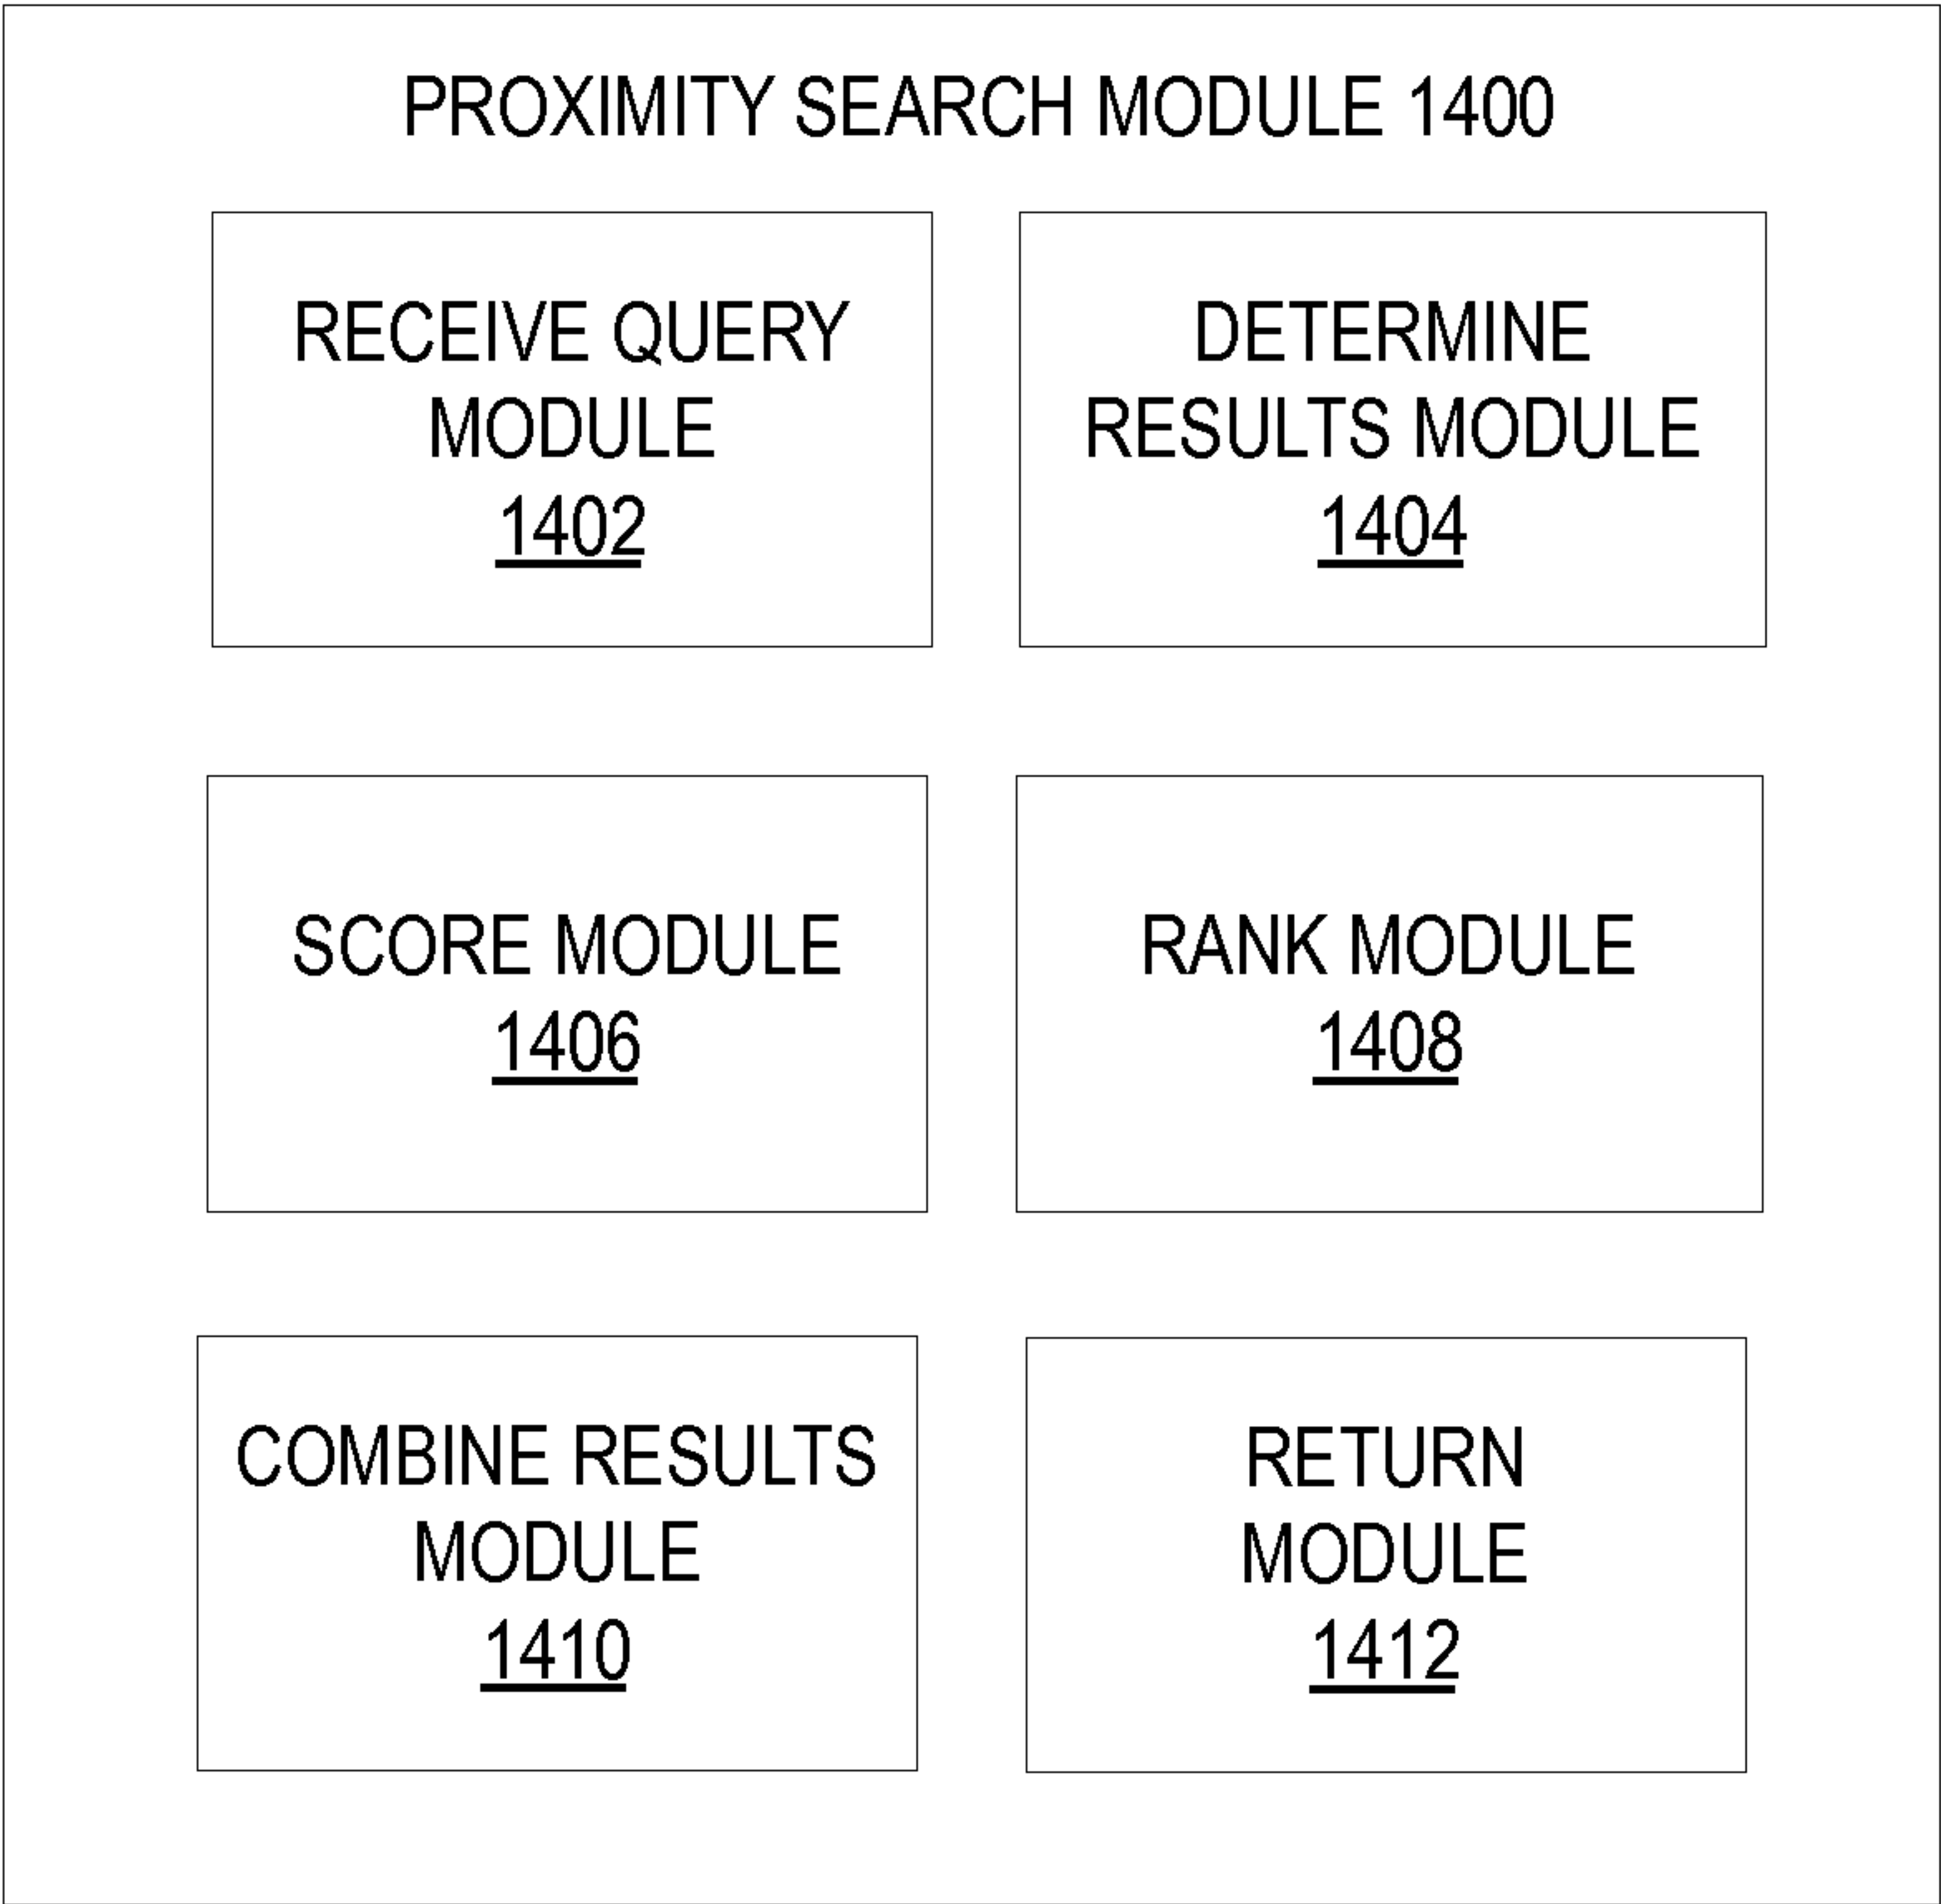 PROXIMITY SEARCH MODULE 1400
RECEIVE QUERY
MODULE
1402
DETERMINE
RESULTS MODULE
1404
SCORE MODULE
1406
RANK MODULE
1408
COMBINE RESULTS
MODULE
1410
RETURN
MODULE
1412